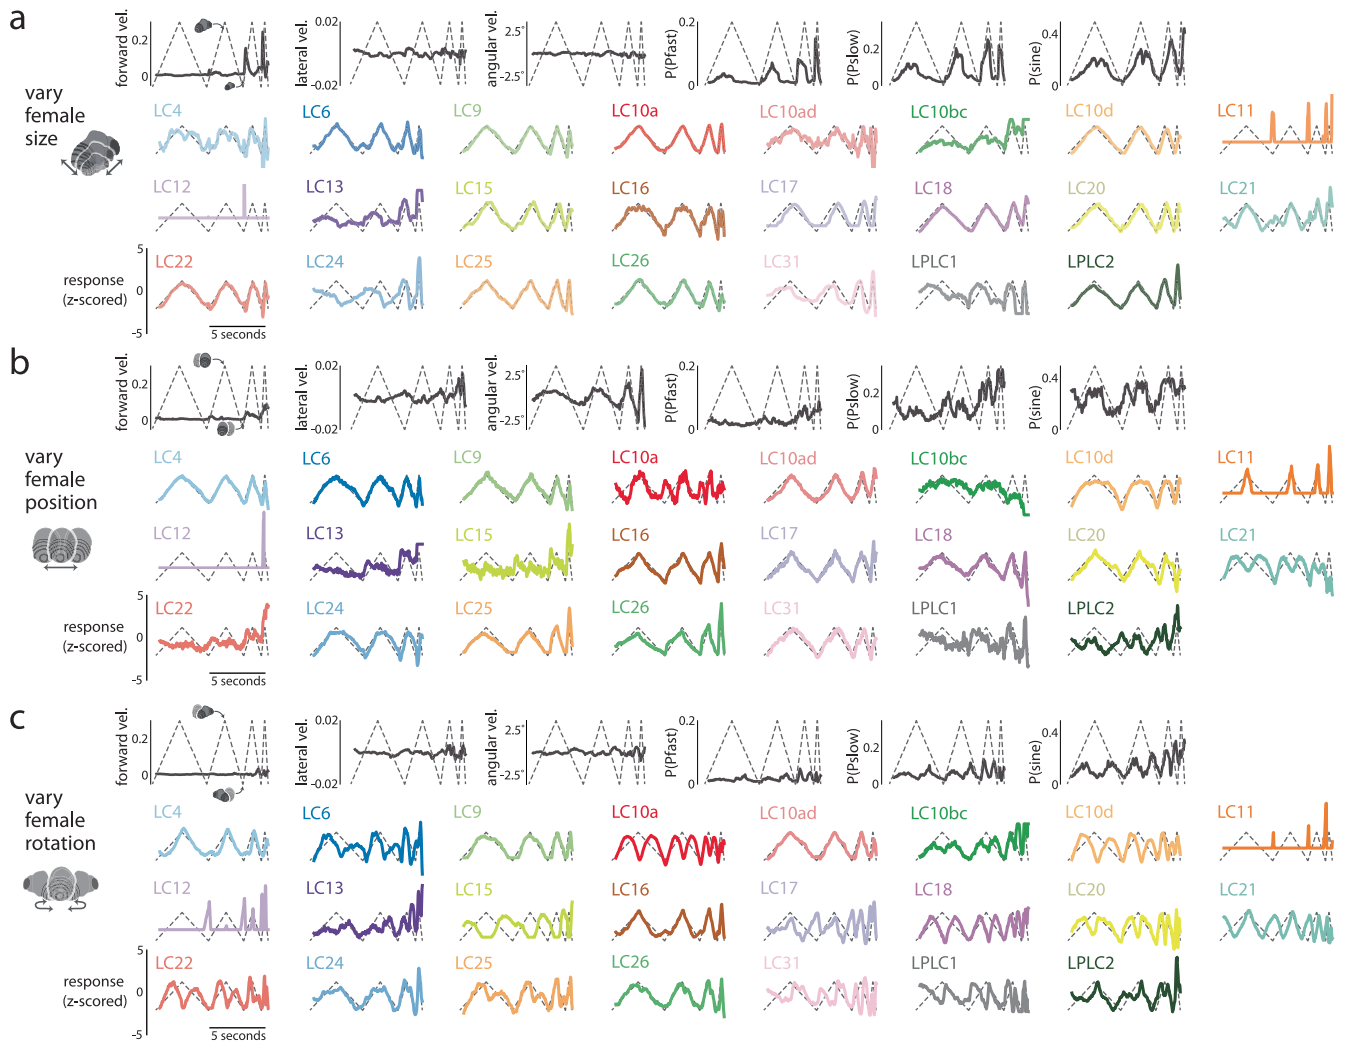 a
forward vel.
0.2
0
lateral vel.
0.02
-0.02
angular vel.
2.5°
-2.5°
P(Pfast)
0.2
0
P(Pslow)
0.2
0
P(sine)
0.4
0
vary
female
size
LC4 LC6 LC9 LC10a LC10ad LC10bc LC10d LC11
LC12 LC13 LC15 LC16 LC17 LC18 LC20 LC21
response
(z-scored)
5
0
-5
LC22 LC24 LC25 LC26 LC31 LPLC1 LPLC2
5 seconds
b
forward vel.
0.2
0
lateral vel.
0.02
-0.02
angular vel.
2.5°
-2.5°
P(Pfast)
0.2
0
P(Pslow)
0.2
0
P(sine)
0.4
0
vary
female
position
LC4 LC6 LC9 LC10a LC10ad LC10bc LC10d LC11
LC12 LC13 LC15 LC16 LC17 LC18 LC20 LC21
response
(z-scored)
5
0
-5
LC22 LC24 LC25 LC26 LC31 LPLC1 LPLC2
5 seconds
c
forward vel.
0.2
0
lateral vel.
0.02
-0.02
angular vel.
2.5°
-2.5°
P(Pfast)
0.2
0
P(Pslow)
0.2
0
P(sine)
0.4
0
vary
female
rotation
LC4 LC6 LC9 LC10a LC10ad LC10bc LC10d LC11
LC12 LC13 LC15 LC16 LC17 LC18 LC20 LC21
response
(z-scored)
5
0
-5
LC22 LC24 LC25 LC26 LC31 LPLC1 LPLC2
5 seconds